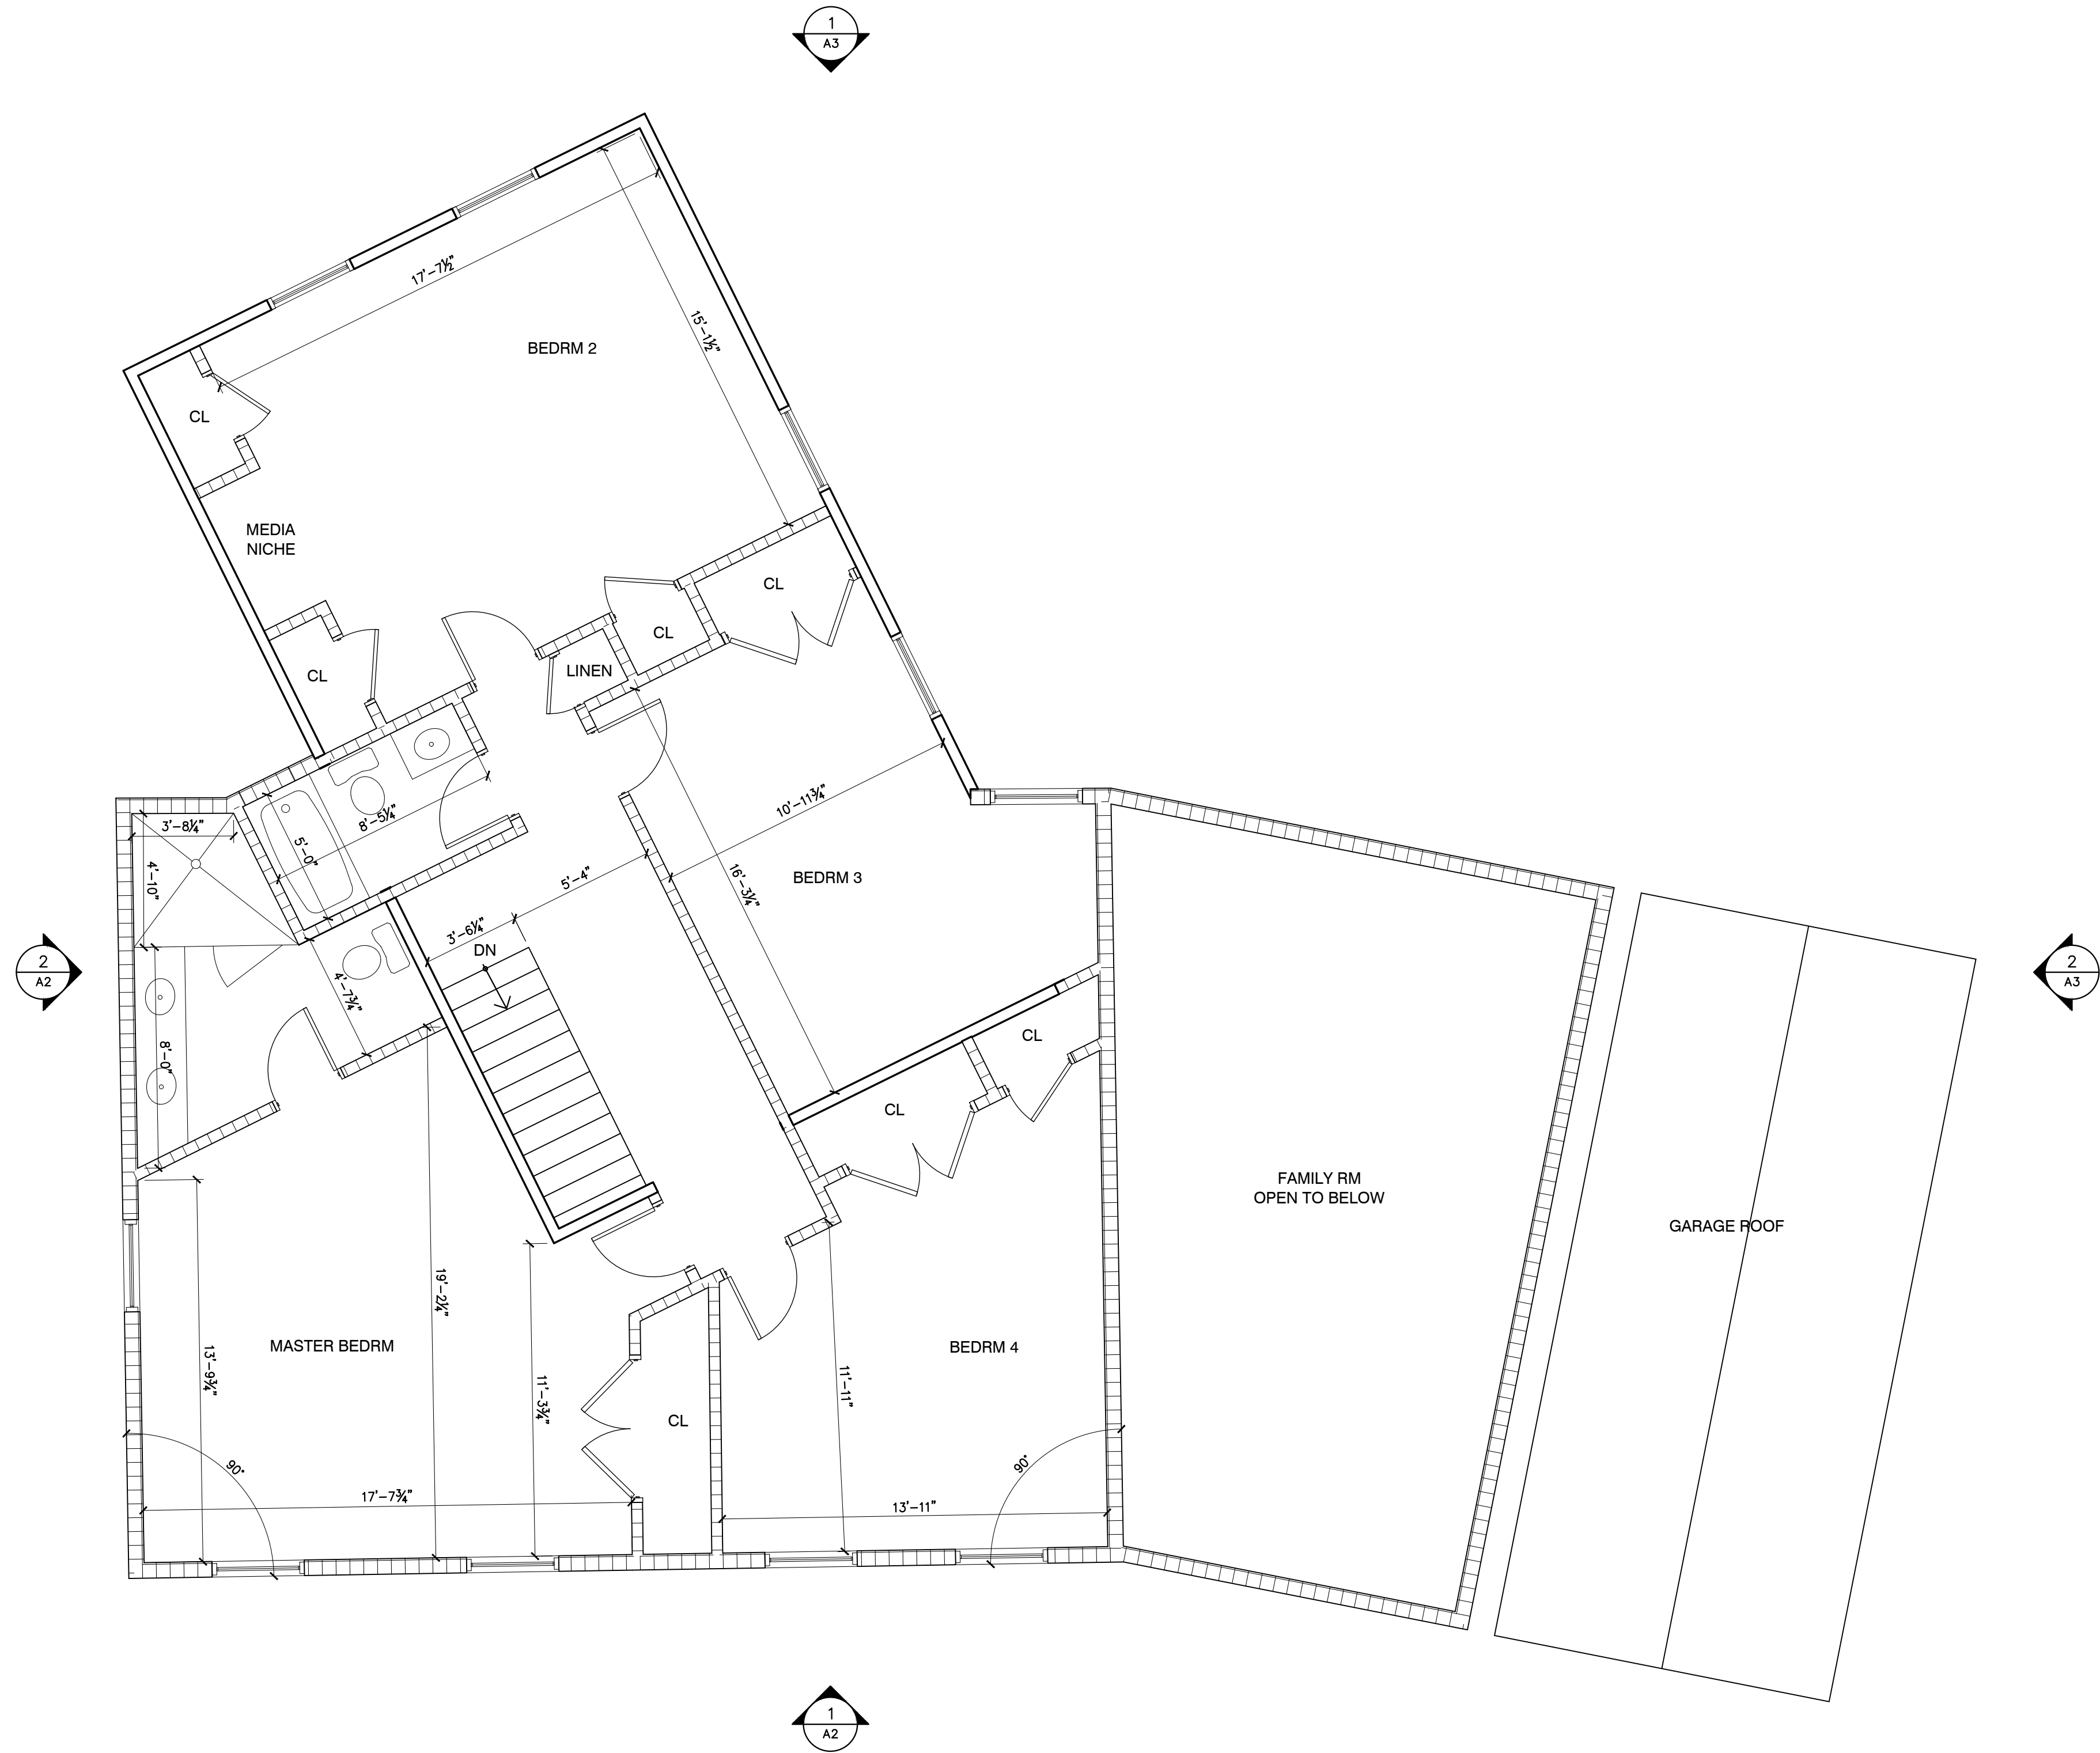 1
A3
17'-7½"
15'-1½"
BEDRM 2
CL
MEDIA
NICHE
CL
CL
CL
LINEN
3'-8¼"
4'-10"
5'-0"
8'-5¼"
10'-11¾"
16'-3¼"
BEDRM 3
5'-4"
3'-6¼"
DN
4'-7¾"
8'-0"
2
A2
2
A3
CL
CL
FAMILY RM
OPEN TO BELOW
GARAGE ROOF
19'-2¼"
13'-9¾"
11'-3¾"
11'-11"
MASTER BEDRM
BEDRM 4
CL
90°
90°
17'-7¾"
13'-11"
1
A2